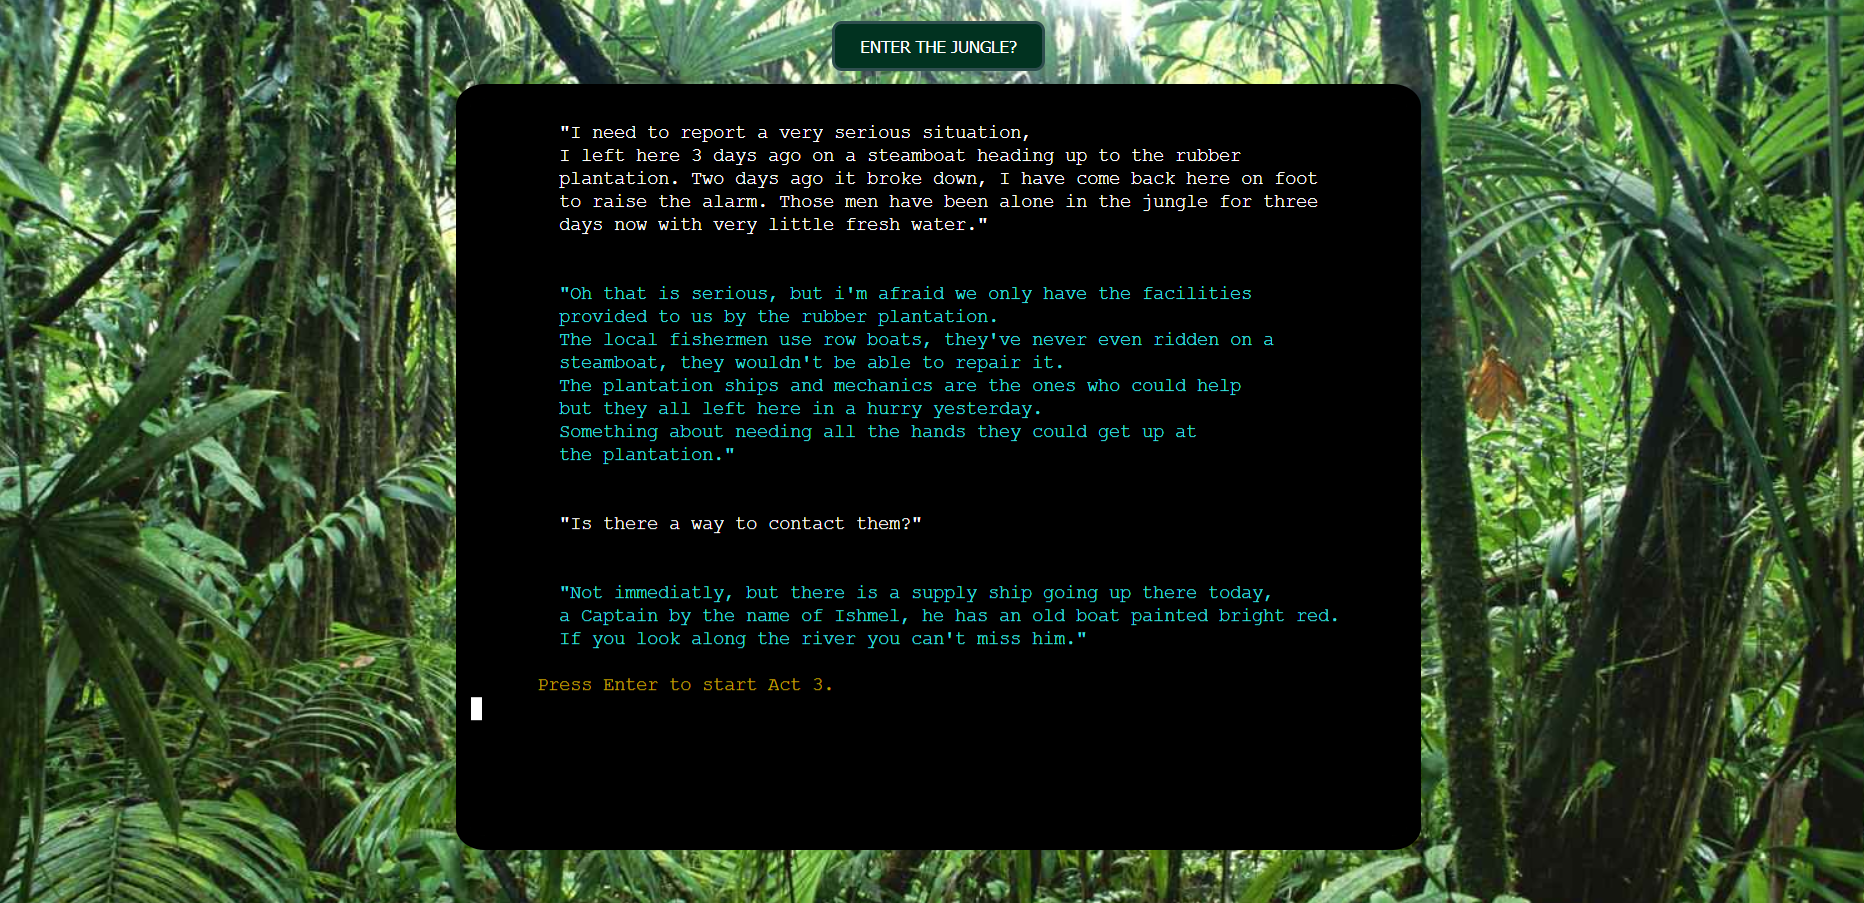 ENTER THE JUNGLE?
"I need to report a very serious situation,
I left here 3 days ago on a steamboat heading up to the rubber
plantation. Two days ago it broke down, I have come back here on foot
to raise the alarm. Those men have been alone in the jungle for three
days now with very little fresh water."
"Oh that is serious, but i'm afraid we only have the facilities
provided to us by the rubber plantation.
The local fishermen use row boats, they've never even ridden on a
steamboat, they wouldn't be able to repair it.
The plantation ships and mechanics are the ones who could help
but they all left here in a hurry yesterday.
Something about needing all the hands they could get up at
the plantation."
"Is there a way to contact them?"
"Not immediatly, but there is a supply ship going up there today,
a Captain by the name of Ishmel, he has an old boat painted bright red.
If you look along the river you can't miss him."
Press Enter to start Act 3.